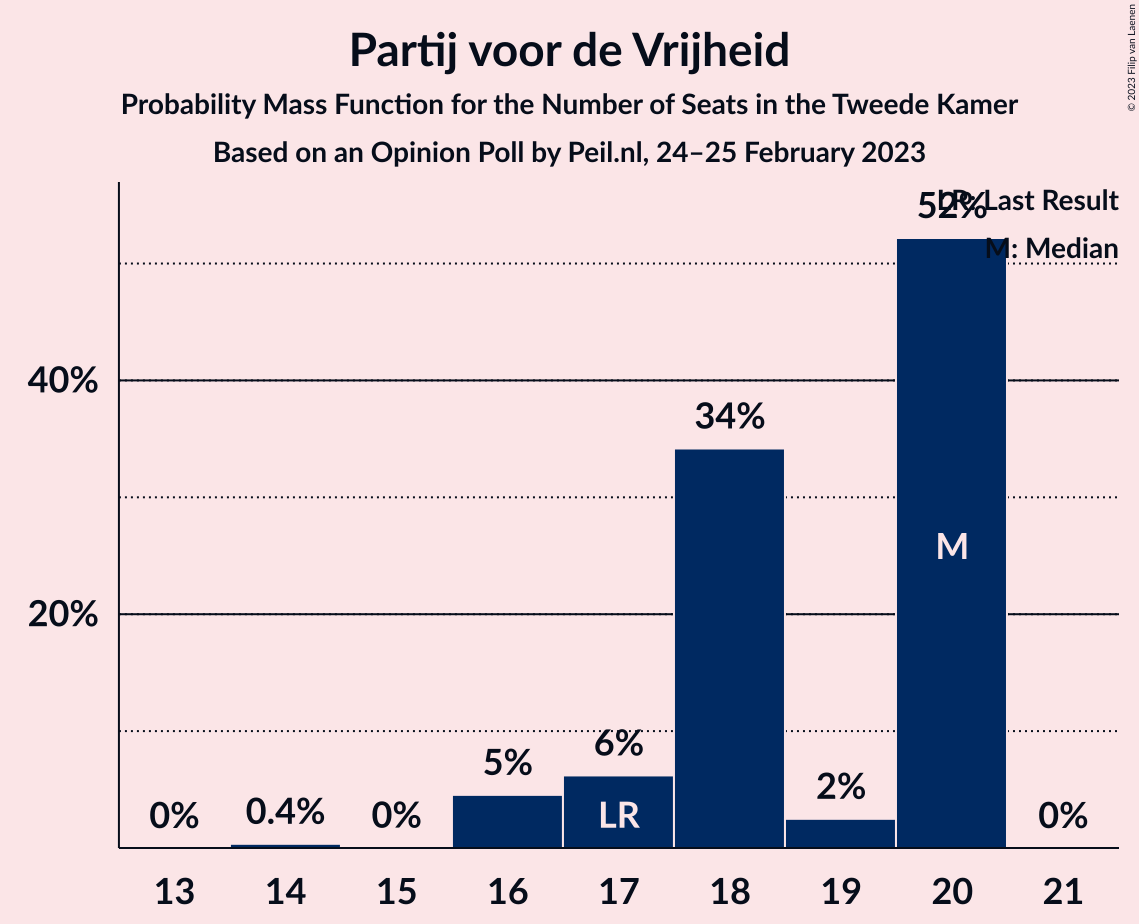 Partij voor de Vrijheid
Probability Mass Function for the Number of Seats in the Tweede Kamer
Based on an Opinion Poll by Peil.nl, 24–25 February 2023
© 2023 Filip van Laenen
LR: Last Result
M: Median
52%
40%
34%
M
20%
6%
5%
2%
0%
0.4%
0%
LR
0%
13 14 15 16 17 18 19 20 21